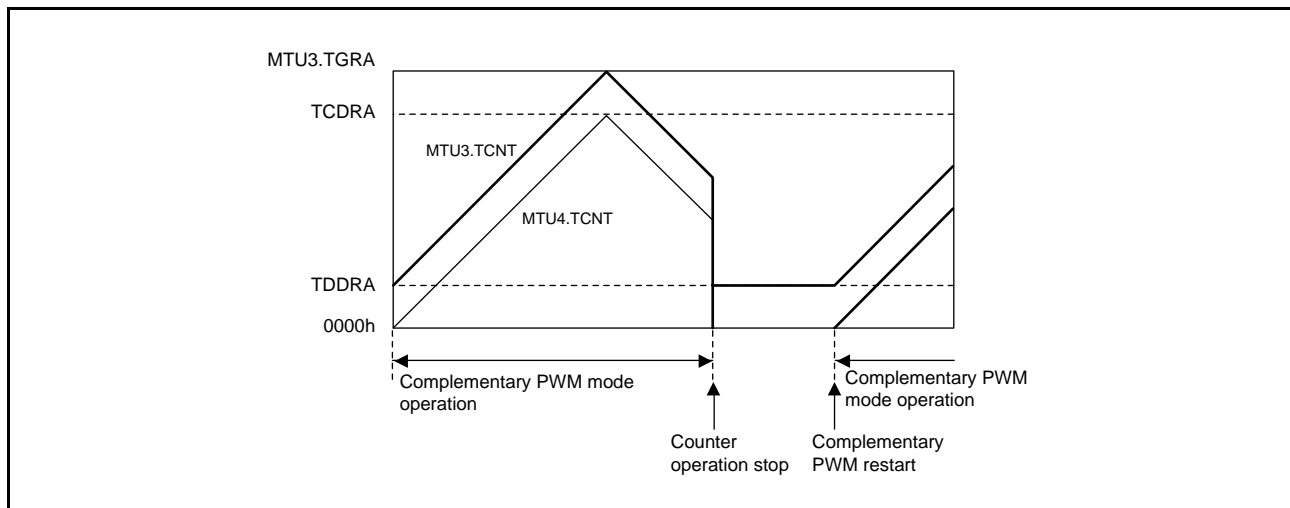 MTU3.TGRA
TCDRA
MTU3.TCNT
MTU4.TCNT
TDDRA
0000h
Complementary PWM mode
operation
Complementary PWM
mode operation
Counter
operation stop
Complementary
PWM restart